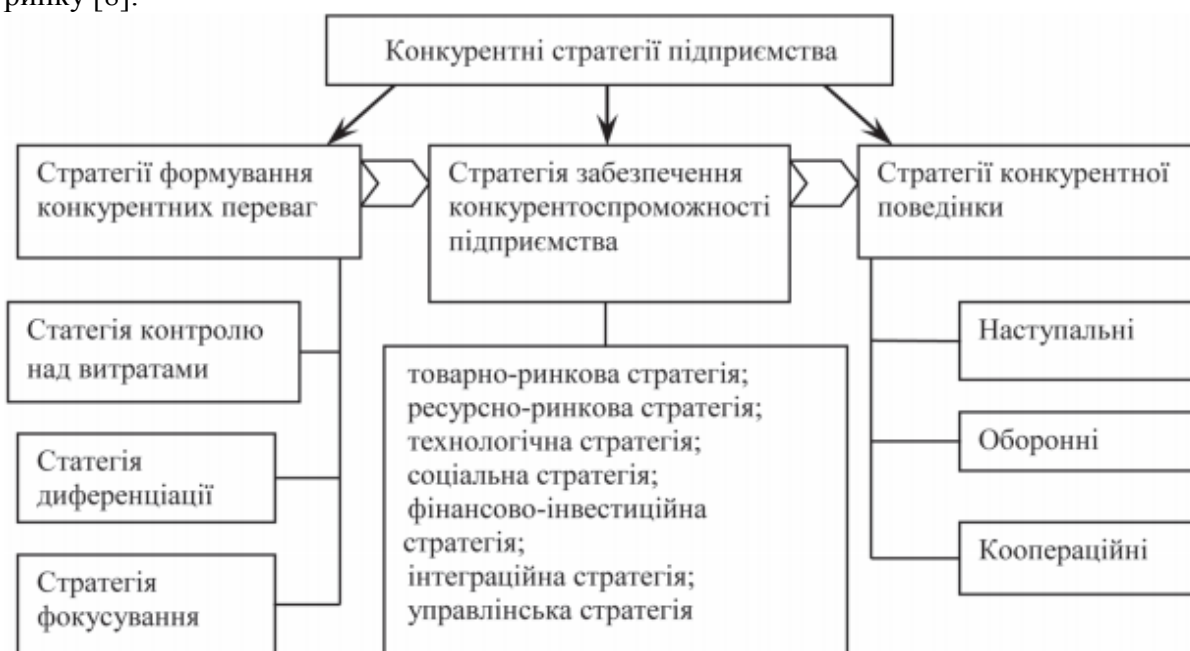 ринку [8].
Конкурентні стратегії підприємства
Стратегії формування
конкурентних переваг
Стратегія забезпечення
конкурентоспроможності
підприємства
Стратегії конкурентної
поведінки
Статегія контролю
над витратами
Статегія
диференціації
Стратегія
фокусування
товарно-ринкова стратегія;
ресурсно-ринкова стратегія;
технологічна стратегія;
соціальна стратегія;
фінансово-інвестиційна
стратегія;
інтеграційна стратегія;
управлінська стратегія
Наступальні
Оборонні
Коопераційні